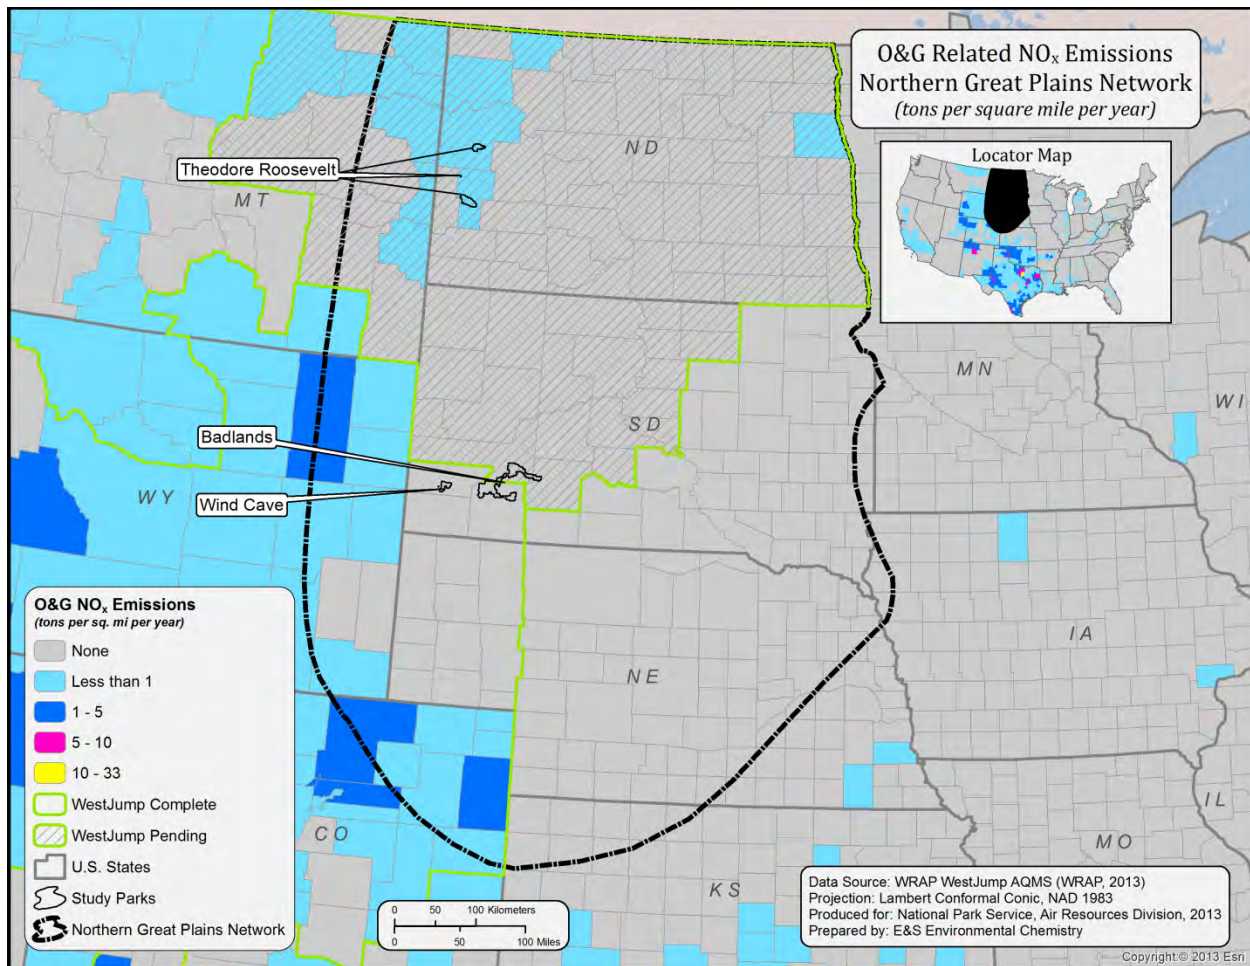 O&G Related NOx Emissions
Northern Great Plains Network
(tons per square mile per year)
Locator Map
ND
Theodore Roosevelt
MT
MN
WI
SD
Badlands
WY
Wind Cave
IA
NE
IL
CO
MO
KS
O&G NOx Emissions
(tons per sq. mi per year)
None
Less than 1
1 - 5
5 - 10
10 - 33
WestJump Complete
WestJump Pending
U.S. States
Study Parks
Northern Great Plains Network
0 50 100 Kilometers
0 50 100 Miles
Data Source: WRAP WestJump AQMS (WRAP, 2013)
Projection: Lambert Conformal Conic, NAD 1983
Produced for: National Park Service, Air Resources Division, 2013
Prepared by: E&S Environmental Chemistry
Copyright:© 2013 Esri